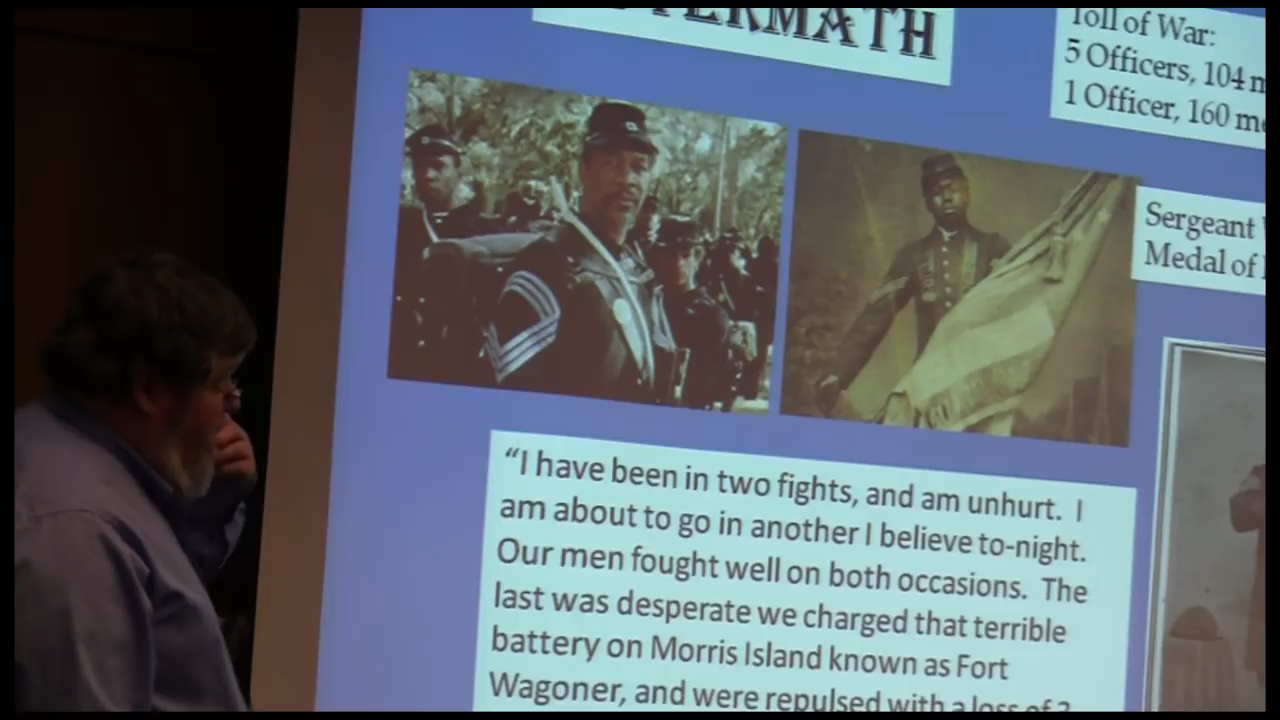 Toll of War:
5 Officers, 104
1 Officer, 160
Sergeant
Medal of
“I have been in two fights, and am unhurt. I
am about to go in another I believe to-night.
Our men fought well on both occasions. The
last was desperate we charged that terrible
battery on Morris Island known as Fort
Wagoner, and were repulsed with a loss of